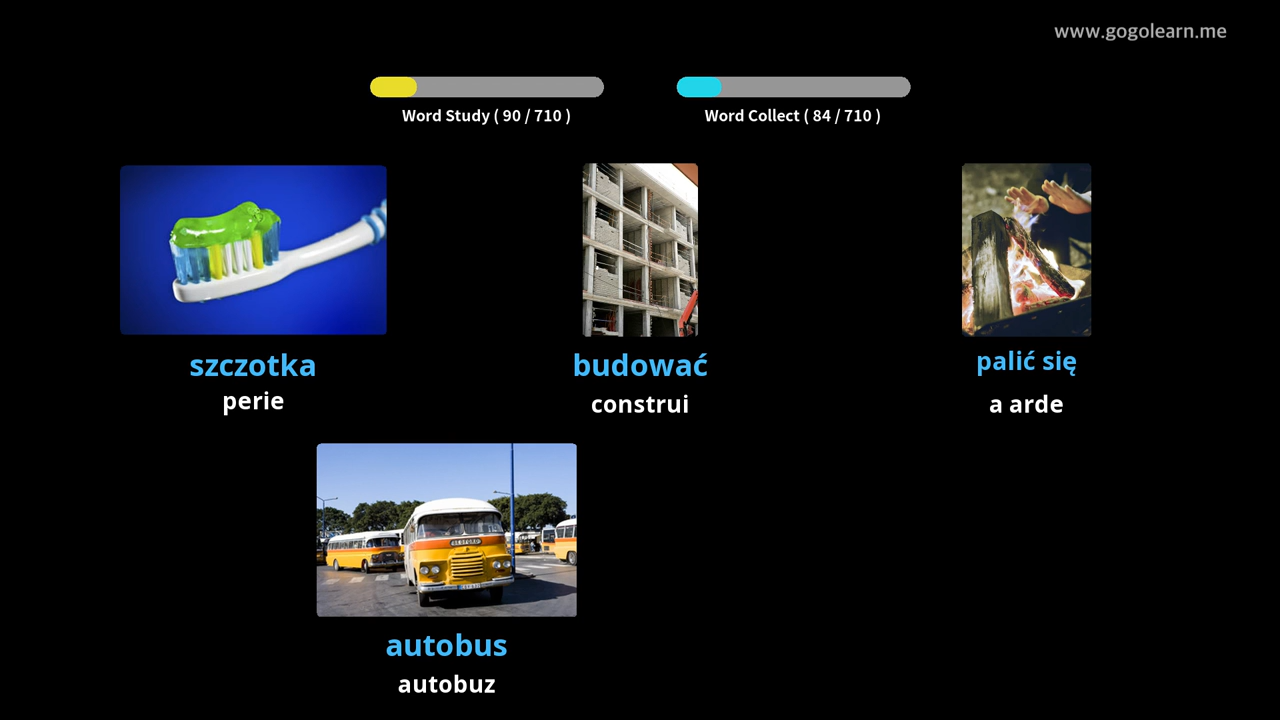 www.gogolearn.me
Word Study ( 90 / 710 )
Word Collect ( 84 / 710 )
szczotka
perie
budować
construi
palić się
a arde
BEDFORD
autobus
autobuz